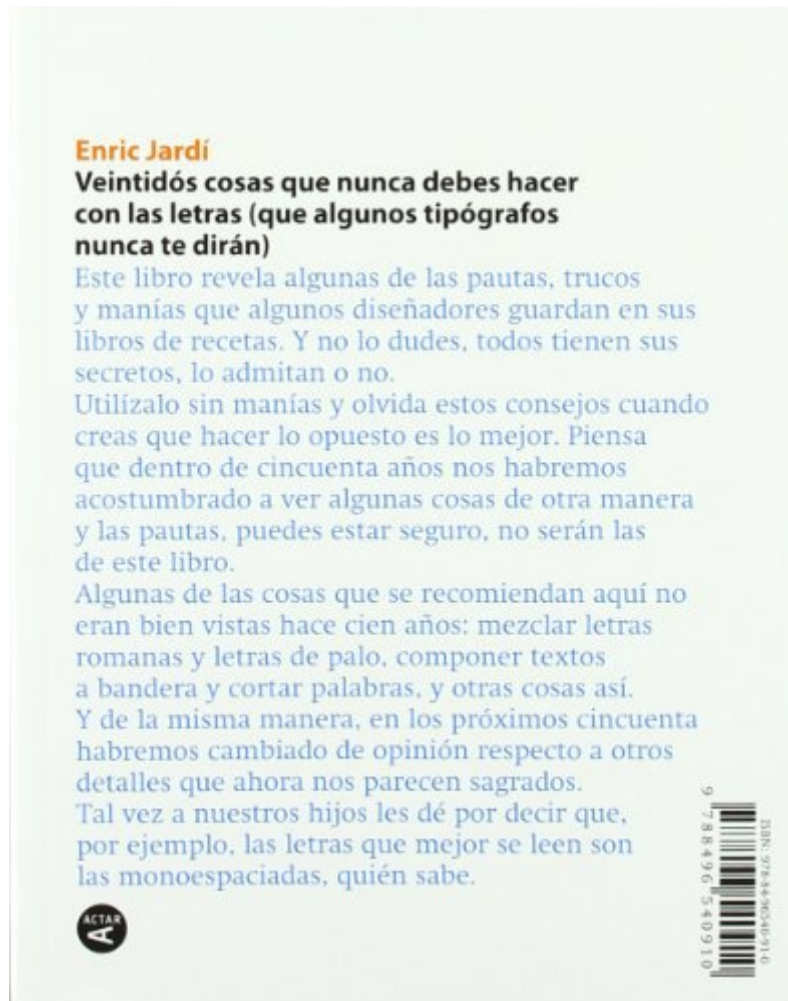 Enric Jardí
Veintidós cosas que nunca debes hacer
con las letras (que algunos tipógrafos
nunca te dirán)
Este libro revela algunas de las pautas, trucos
y manías que algunos diseñadores guardan en sus
libros de recetas. Y no lo dudes, todos tienen sus
secretos, lo admitan o no.
Utilízalo sin manías y olvida estos consejos cuando
creas que hacer lo opuesto es lo mejor. Piensa
que dentro de cincuenta años nos habremos
acostumbrado a ver algunas cosas de otra manera
y las pautas, puedes estar seguro, no serán las
de este libro.
Algunas de las cosas que se recomiendan aquí no
eran bien vistas hace cien años: mezclar letras
romanas y letras de palo, componer textos
a bandera y cortar palabras, y otras cosas así.
Y de la misma manera, en los próximos cincuenta
habremos cambiado de opinión respecto a otros
detalles que ahora nos parecen sagrados.
Tal vez a nuestros hijos les dé por decir que,
por ejemplo, las letras que mejor se leen son
las monoespaciadas, quién sabe.
ACTAR
9 788496 540910
ISBN: 978-84-96540-91-0